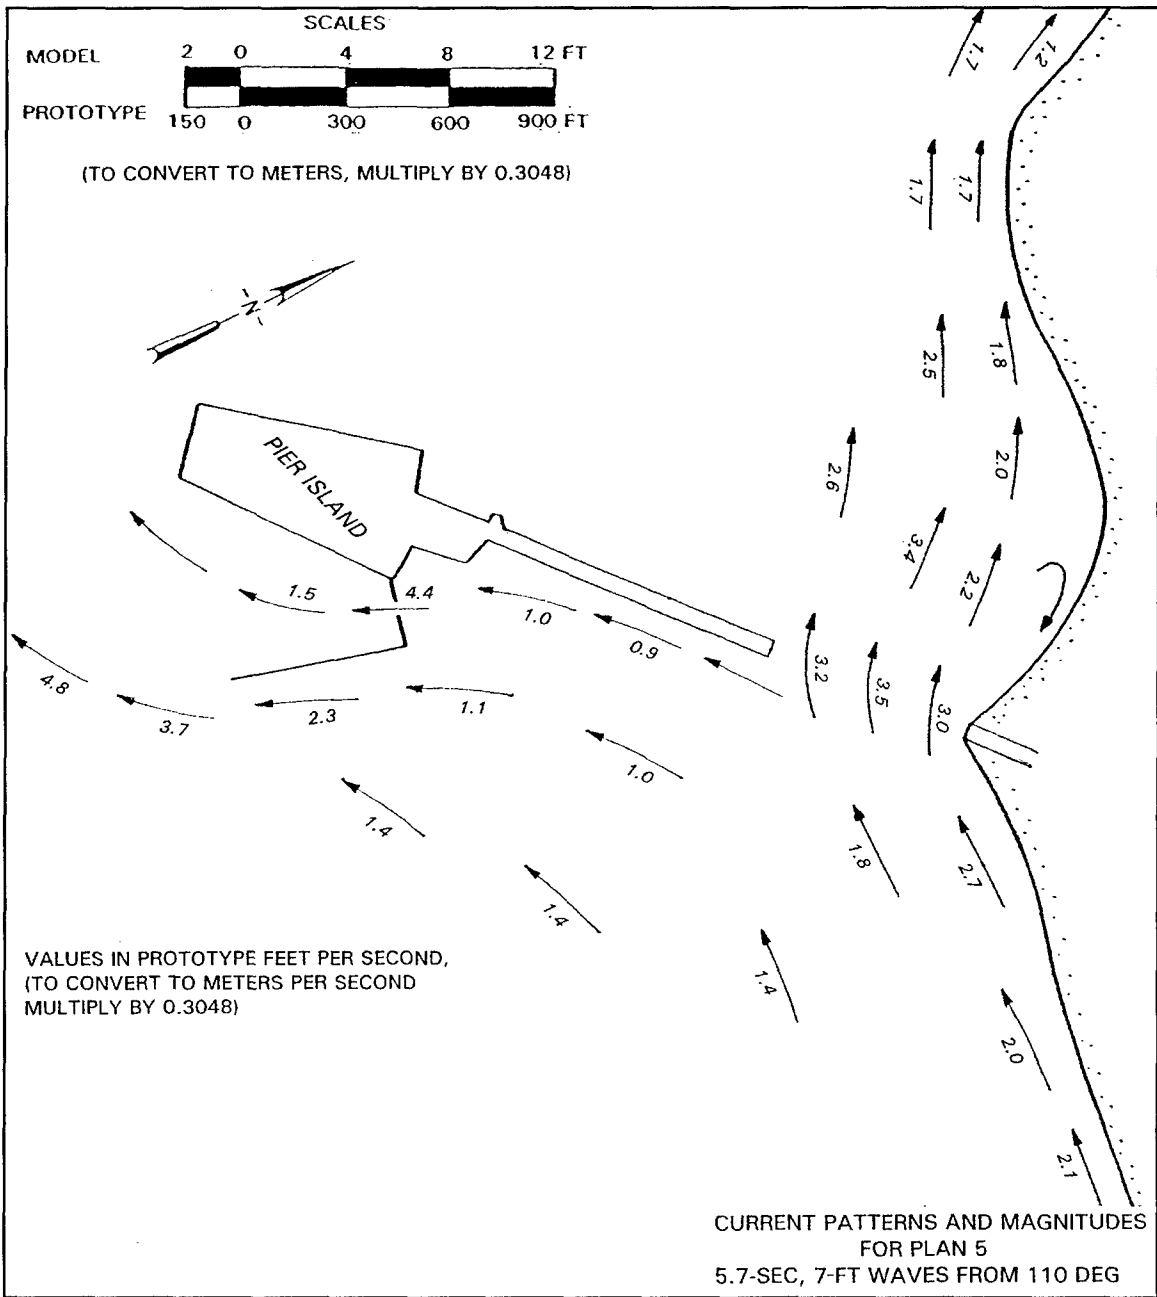 SCALES
MODEL 2 0 4 8 12 FT
PROTOTYPE
150 0 300 600 900 FT
(TO CONVERT TO METERS, MULTIPLY BY 0.3048)
-N-
PIER ISLAND
1.7
1.2
1.7
1.7
2.5
1.8
2.6
2.0
3.4
2.2
1.5
4.4
1.0
0.9
3.2
3.5
3.0
4.8
3.7
2.3
1.1
1.0
1.4
1.8
2.7
1.4
1.4
2.0
2.1
VALUES IN PROTOTYPE FEET PER SECOND,
(TO CONVERT TO METERS PER SECOND
MULTIPLY BY 0.3048)
CURRENT PATTERNS AND MAGNITUDES
FOR PLAN 5
5.7-SEC, 7-FT WAVES FROM 110 DEG